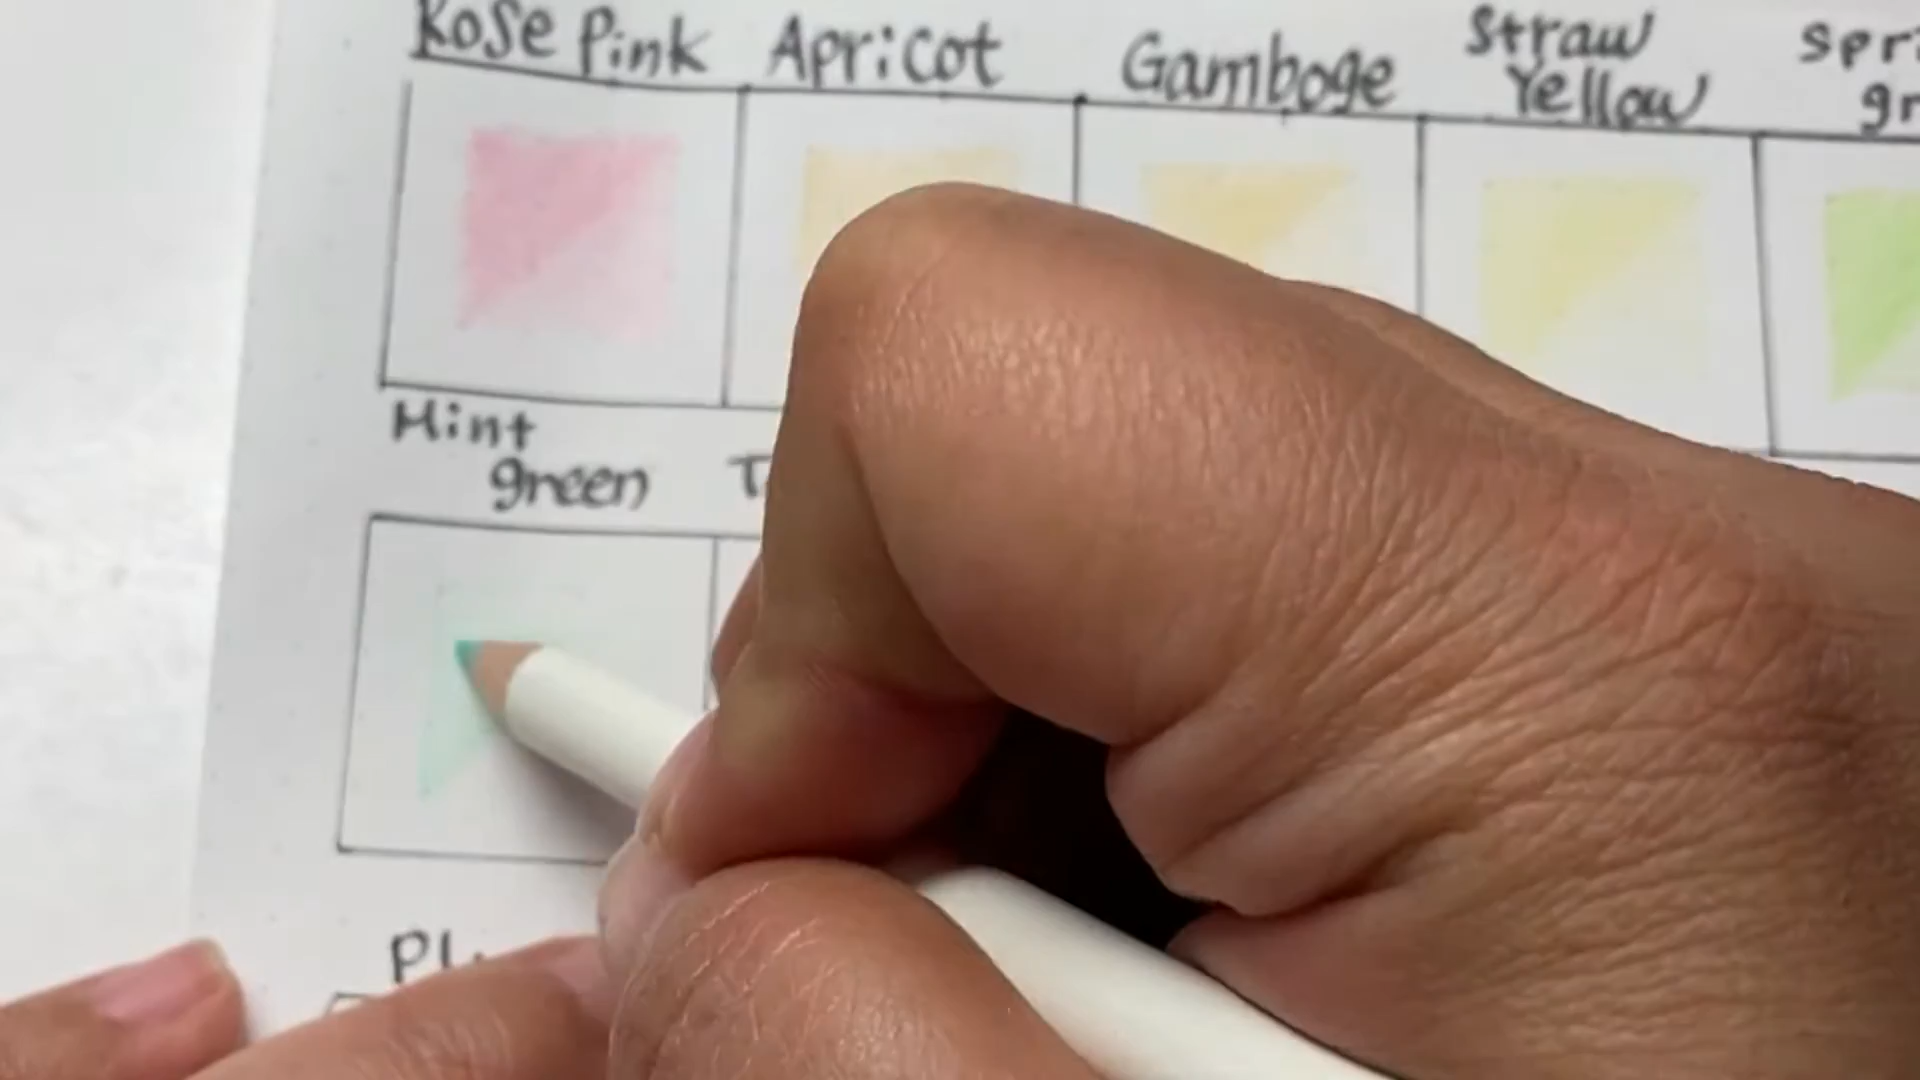 Rose Pink
Apricot
Gamboge
Straw
Yellow
Mint
green